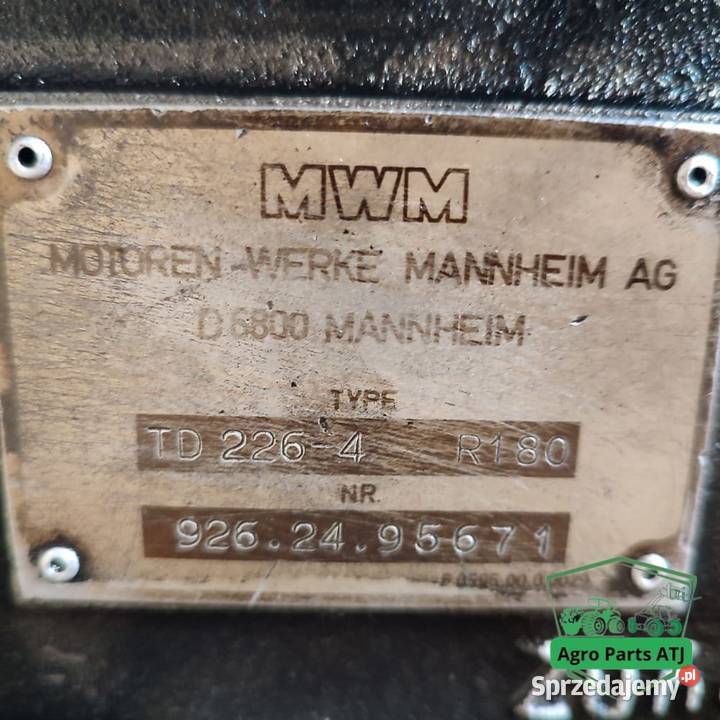 MWM
MOTOREN-WERKE MANNHEIM AG
D 6800 MANNHEIM
TYPE
TD 226-4 R180
NR.
926.24.95671
Agro Parts ATJ
Sprzedajemy.pl